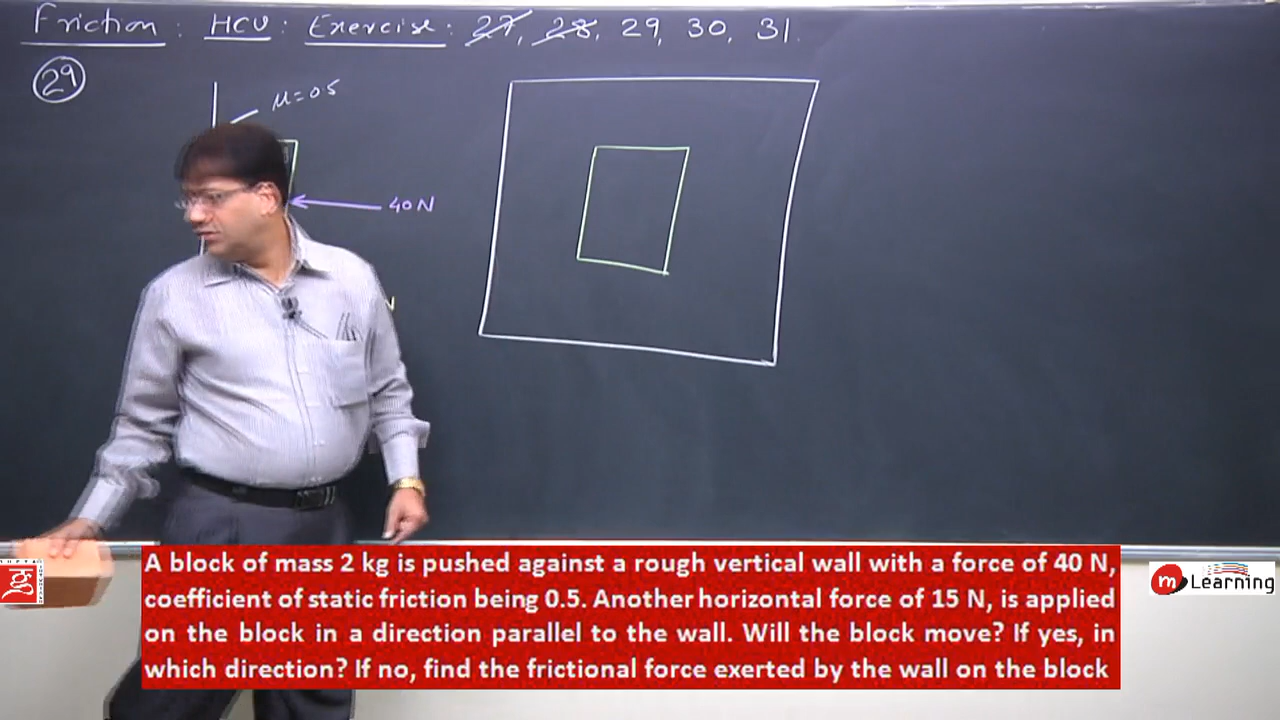 Friction : HCU : Exercise : 27, 28, 29, 30, 31.
29
μ=0.5
40 N
N
A block of mass 2 kg is pushed against a rough vertical wall with a force of 40 N,
coefficient of static friction being 0.5. Another horizontal force of 15 N, is applied
on the block in a direction parallel to the wall. Will the block move? If yes, in
which direction? If no, find the frictional force exerted by the wall on the block
m Learning